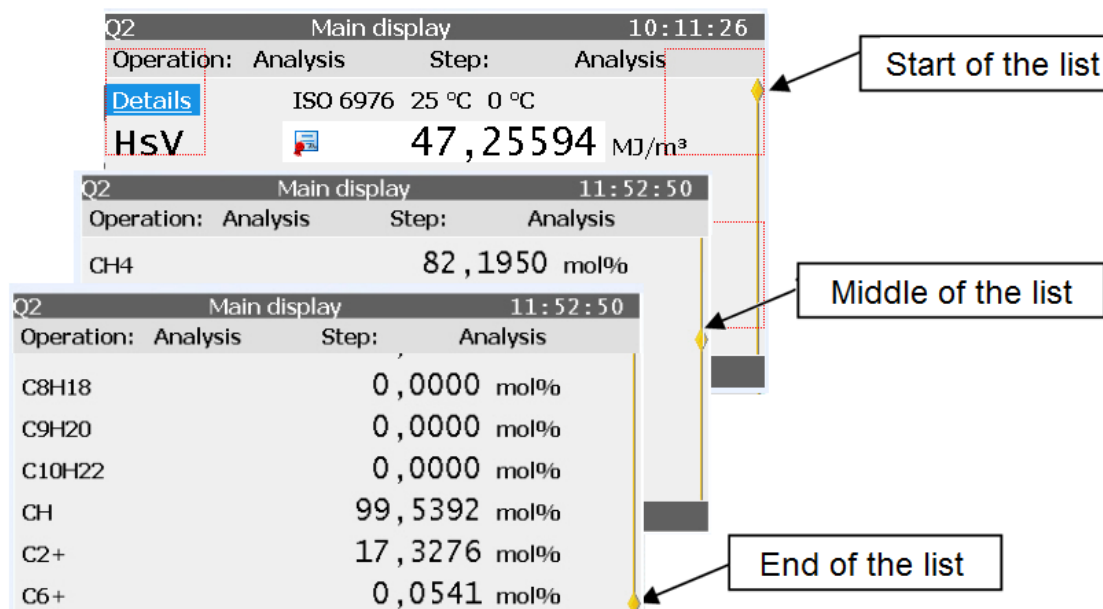 Q2 Main display 10:11:26
Operation: Analysis Step: Analysis
Start of the list
Details ISO 6976 25 °C 0 °C
HsV 47,25594 MJ/m³
Q2 Main display 11:52:50
Operation: Analysis Step: Analysis
CH4 82,1950 mol%
Middle of the list
Q2 Main display 11:52:50
Operation: Analysis Step: Analysis
C8H18 0,0000 mol%
C9H20 0,0000 mol%
C10H22 0,0000 mol%
CH 99,5392 mol%
C2+ 17,3276 mol%
End of the list
C6+ 0,0541 mol%